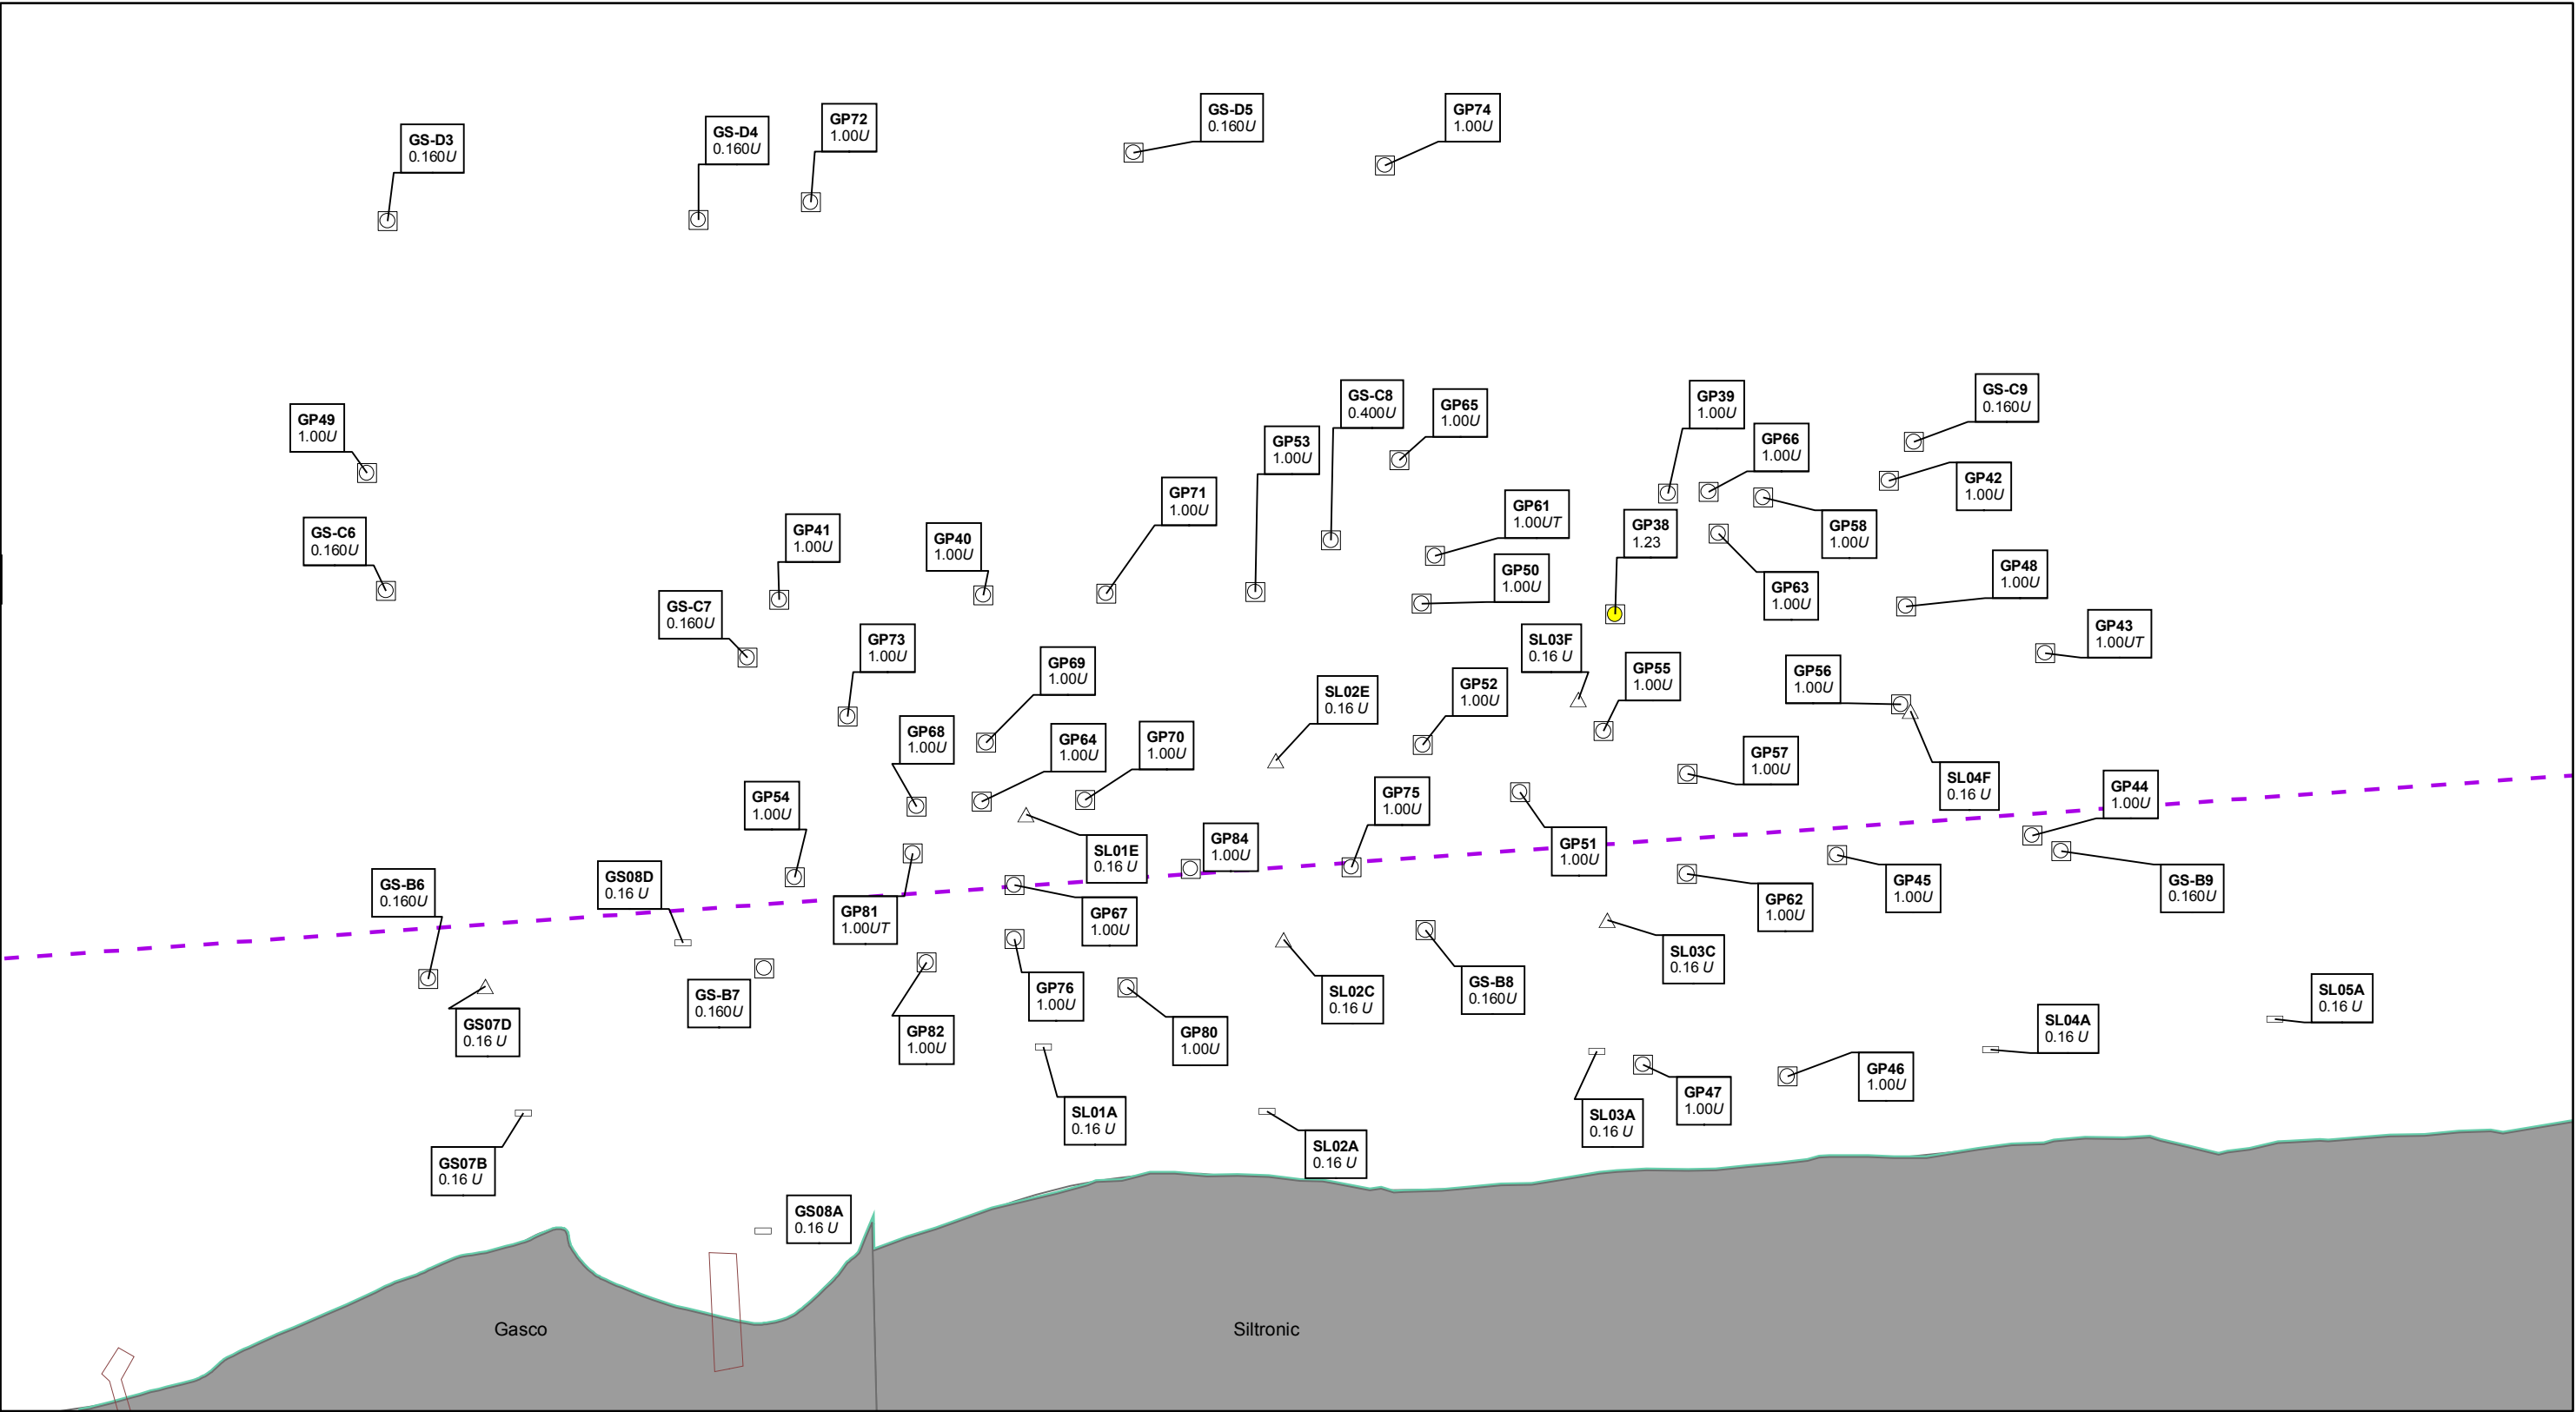 GS-D3
0.160U
GS-D4
0.160U
GP72
1.00U
GS-D5
0.160U
GP74
1.00U
GP49
1.00U
GS-C6
0.160U
GS-C7
0.160U
GP41
1.00U
GP40
1.00U
GP71
1.00U
GP53
1.00U
GS-C8
0.400U
GP65
1.00U
GP61
1.00UT
GP50
1.00U
GP39
1.00U
GP66
1.00U
GP38
1.23
GP58
1.00U
GP63
1.00U
GS-C9
0.160U
GP42
1.00U
GP48
1.00U
GP43
1.00UT
GP73
1.00U
GP69
1.00U
GP68
1.00U
GP64
1.00U
GP70
1.00U
SL02E
0.16 U
GP52
1.00U
SL03F
0.16 U
GP55
1.00U
GP56
1.00U
GP57
1.00U
SL04F
0.16 U
GP44
1.00U
GP54
1.00U
GP75
1.00U
GP84
1.00U
SL01E
0.16 U
GP51
1.00U
GS-B6
0.160U
GS08D
0.16 U
GP81
1.00UT
GP67
1.00U
GP62
1.00U
GP45
1.00U
GS-B9
0.160U
GS07D
0.16 U
GS-B7
0.160U
GP82
1.00U
GP76
1.00U
GP80
1.00U
SL02C
0.16 U
GS-B8
0.160U
SL03C
0.16 U
SL04A
0.16 U
SL05A
0.16 U
GS07B
0.16 U
SL01A
0.16 U
SL02A
0.16 U
SL03A
0.16 U
GP47
1.00U
GP46
1.00U
GS08A
0.16 U
Gasco
Siltronic